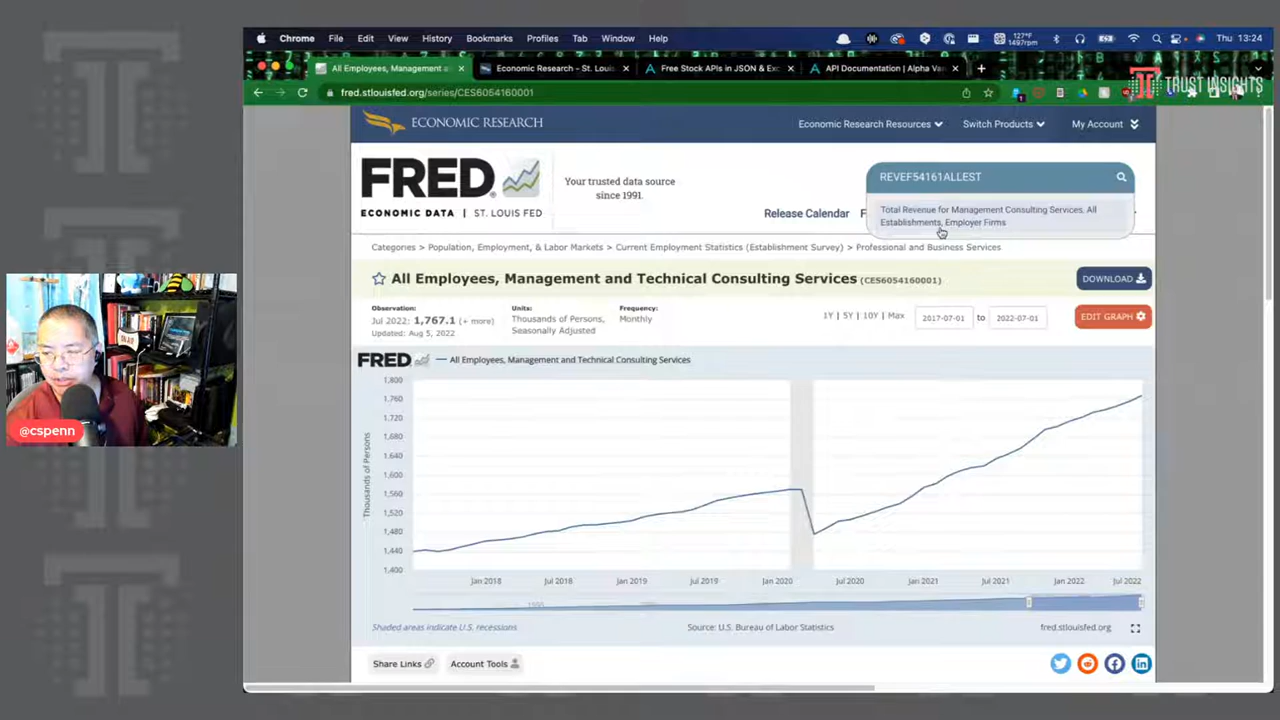 Chrome File Edit View History Bookmarks Profiles Tab Window Help
127°F
1497rpm
Thu 13:24
All Employees, Management a
Economic Research - St. Loui
Free Stock APIs in JSON & Exc
API Documentation | Alpha Va
fred.stlouisfed.org/series/CES6054160001
TRUST INSIGHTS
ECONOMIC RESEARCH
Economic Research Resources
Switch Products
My Account
FRED
ECONOMIC DATA | ST. LOUIS FED
Your trusted data source
since 1991.
REVEF54161ALLEST
Total Revenue for Management Consulting Services, All
Establishments, Employer Firms
Release Calendar
F
Categories > Population, Employment, & Labor Markets > Current Employment Statistics (Establishment Survey) > Professional and Business Services
All Employees, Management and Technical Consulting Services (CES6054160001)
DOWNLOAD
Observation:
Jul 2022: 1,767.1 (+ more)
Updated: Aug 5, 2022
Units:
Thousands of Persons,
Seasonally Adjusted
Frequency:
Monthly
1Y | 5Y | 10Y | Max
2017-07-01 to 2022-07-01
EDIT GRAPH
FRED
All Employees, Management and Technical Consulting Services
1,800
1,760
1,720
1,680
1,640
1,600
1,560
1,520
1,480
1,440
1,400
Thousands of Persons
Jan 2018
Jul 2018
Jan 2019
Jul 2019
Jan 2020
Jul 2020
Jan 2021
Jul 2021
Jan 2022
Jul 2022
Shaded areas indicate U.S. recessions.
Source: U.S. Bureau of Labor Statistics
fred.stlouisfed.org
Share Links
Account Tools
@cspenn